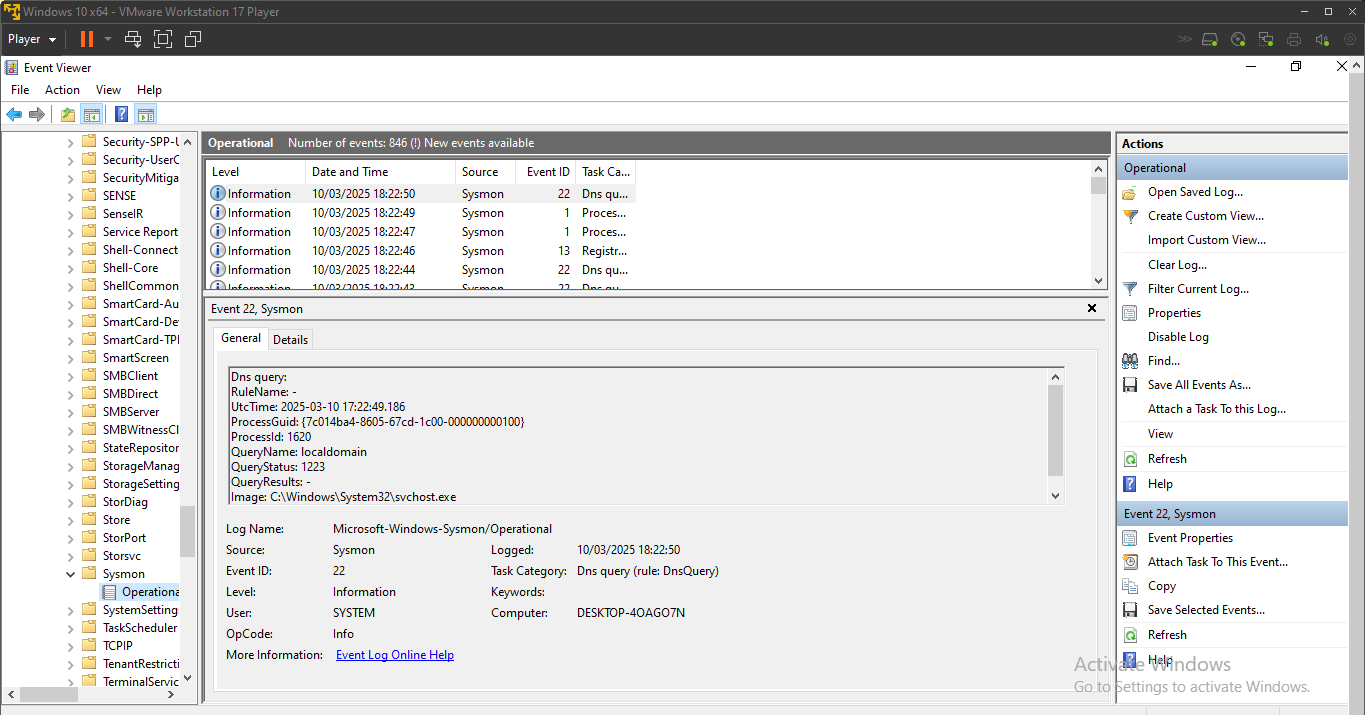 Windows 10 x64 - VMware Workstation 17 Player
Player
Event Viewer
File Action View Help
Security-SPP-U
Security-UserC
SecurityMitiga
SENSE
SenseIR
Service Report
Shell-Connect
Shell-Core
ShellCommon
SmartCard-Au
SmartCard-De
SmartCard-TPI
SmartScreen
SMBClient
SMBDirect
SMBServer
SMBWitnessCl
StateRepositor
StorageManag
StorageSetting
StorDiag
Store
StorPort
Storsvc
Sysmon
Operationa
SystemSetting
TaskScheduler
TCPIP
TenantRestricti
TerminalServic
Operational Number of events: 846 (!) New events available
Level Date and Time Source Event ID Task Ca...
Information 10/03/2025 18:22:50 Sysmon 22 Dns qu...
Information 10/03/2025 18:22:49 Sysmon 1 Proces...
Information 10/03/2025 18:22:47 Sysmon 1 Proces...
Information 10/03/2025 18:22:46 Sysmon 13 Registr...
Information 10/03/2025 18:22:44 Sysmon 22 Dns qu...
Information 10/03/2025 18:22:43 Sysmon 22 Dns qu...
Event 22, Sysmon
General Details
Dns query:
RuleName: -
UtcTime: 2025-03-10 17:22:49.186
ProcessGuid: {7c014ba4-8605-67cd-1c00-000000000100}
ProcessId: 1620
QueryName: localdomain
QueryStatus: 1223
QueryResults: -
Image: C:\Windows\System32\svchost.exe
Log Name: Microsoft-Windows-Sysmon/Operational
Source: Sysmon Logged: 10/03/2025 18:22:50
Event ID: 22 Task Category: Dns query (rule: DnsQuery)
Level: Information Keywords:
User: SYSTEM Computer: DESKTOP-4OAGO7N
OpCode: Info
More Information: Event Log Online Help
Actions
Operational
Open Saved Log...
Create Custom View...
Import Custom View...
Clear Log...
Filter Current Log...
Properties
Disable Log
Find...
Save All Events As...
Attach a Task To this Log...
View
Refresh
Help
Event 22, Sysmon
Event Properties
Attach Task To This Event...
Copy
Save Selected Events...
Refresh
Help
Activate Windows
Go to Settings to activate Windows.